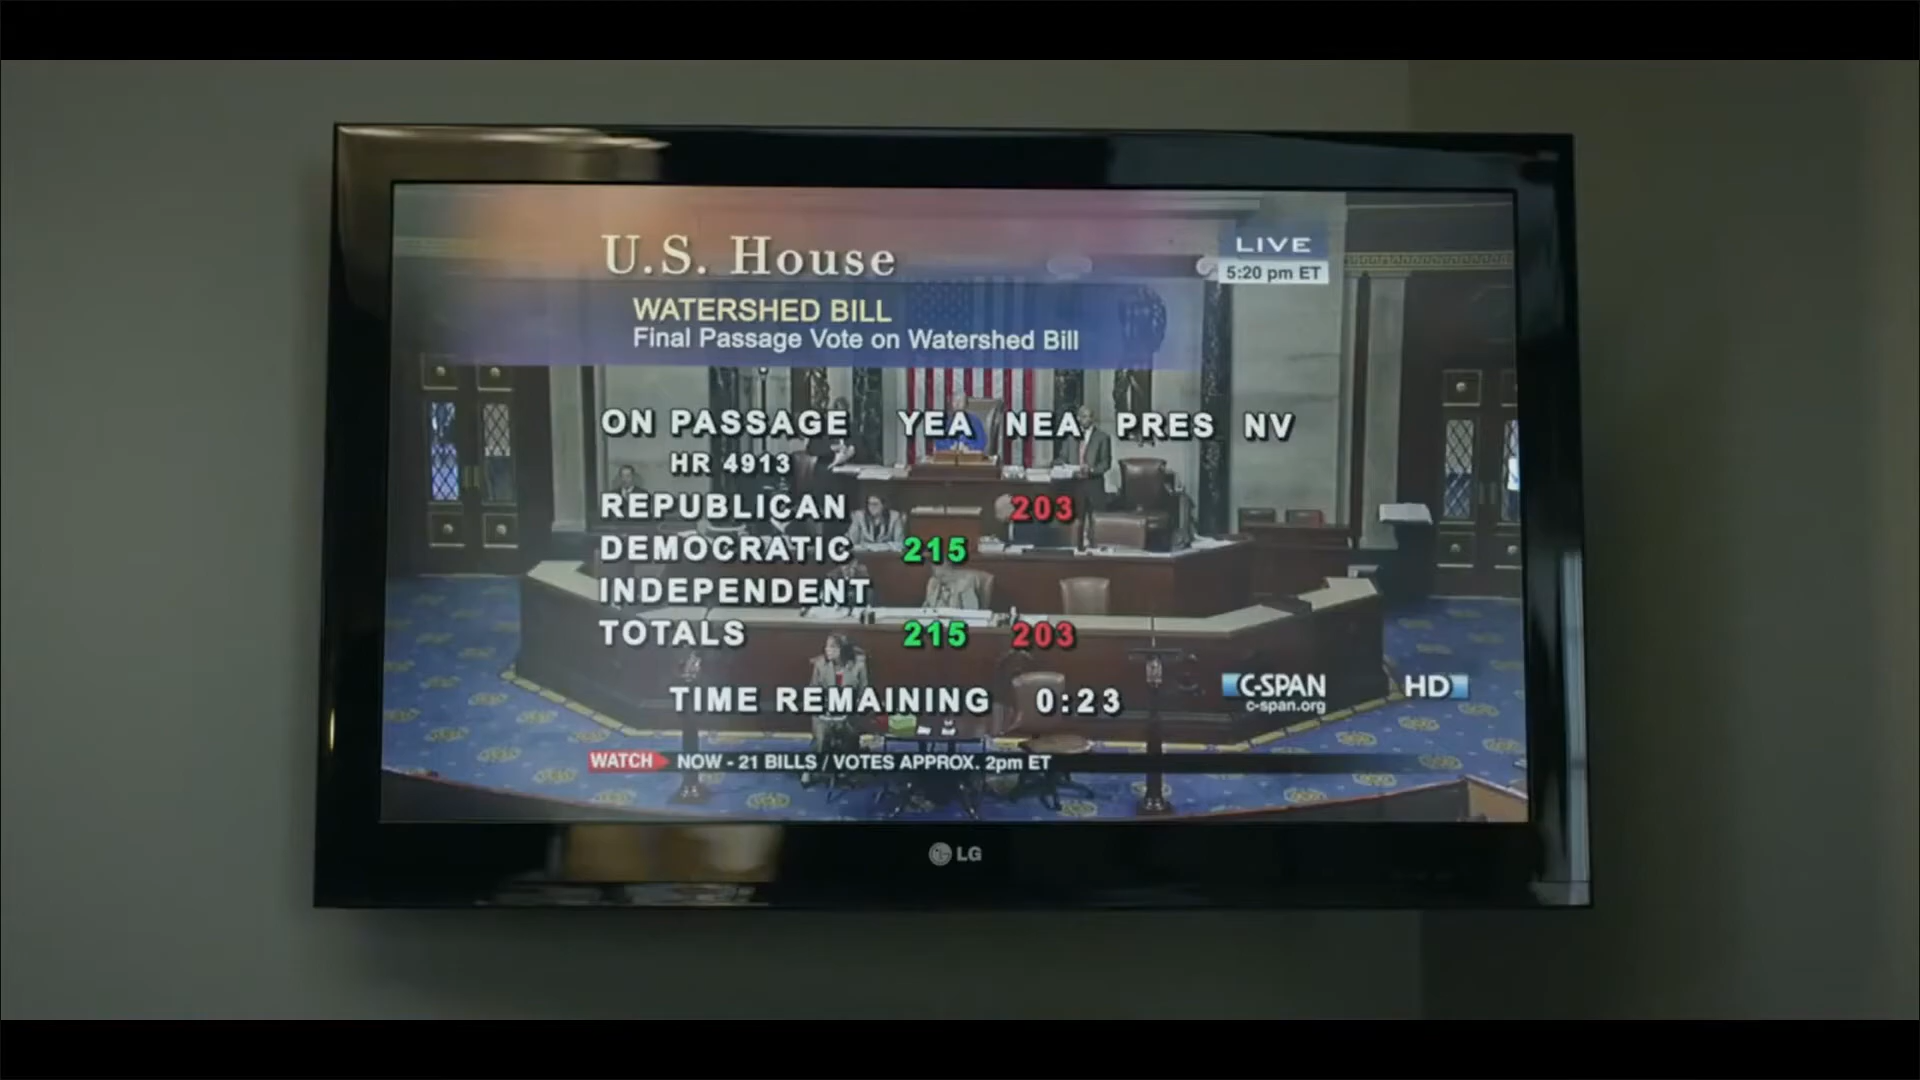 U.S. House
LIVE
5:20 pm ET
WATERSHED BILL
Final Passage Vote on Watershed Bill
ON PASSAGE YEA NEA PRES NV
HR 4913
REPUBLICAN 203
DEMOCRATIC 215
INDEPENDENT
TOTALS 215 203
TIME REMAINING 0:23
C-SPAN HD
c-span.org
WATCH NOW - 21 BILLS / VOTES APPROX. 2pm ET
LG